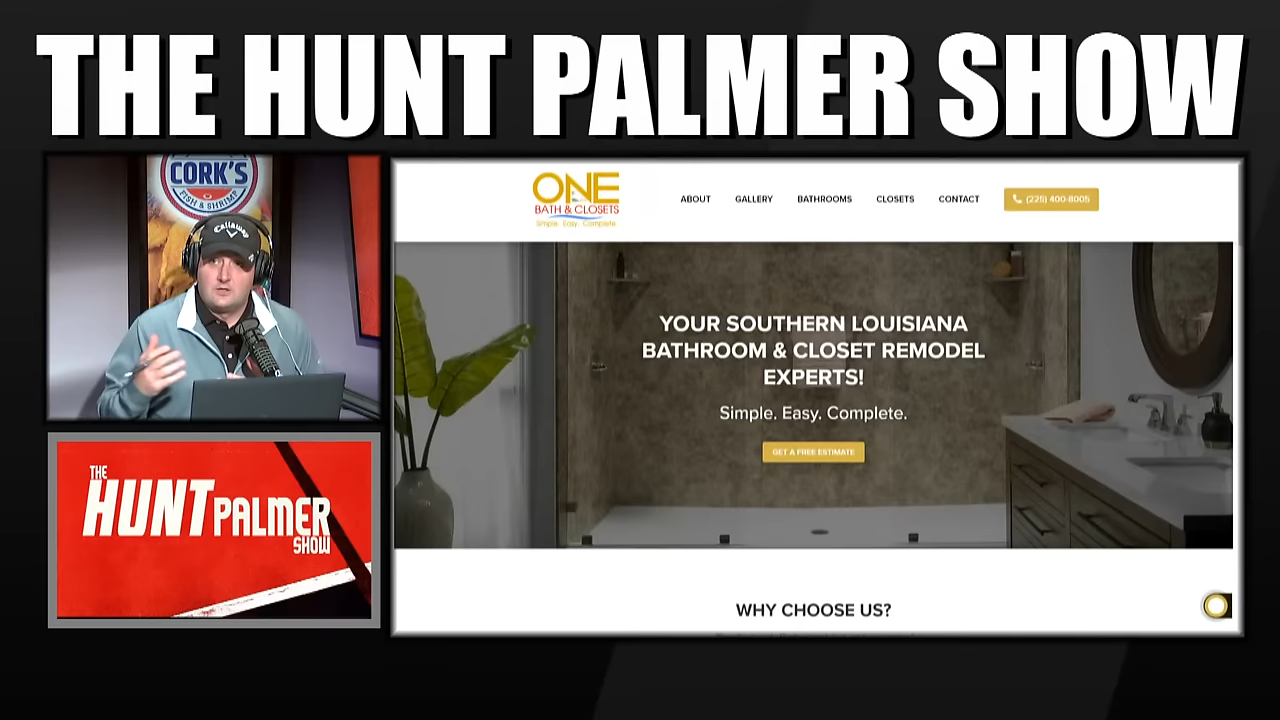 THE HUNT PALMER SHOW
CORK'S
FISH & SHRIMP
Callaway
THE
HUNT PALMER
SHOW
ONE
BATH & CLOSETS
Simple. Easy. Complete.
ABOUT GALLERY BATHROOMS CLOSETS CONTACT (225) 400-8005
YOUR SOUTHERN LOUISIANA
BATHROOM & CLOSET REMODEL
EXPERTS!
Simple. Easy. Complete.
GET A FREE ESTIMATE
WHY CHOOSE US?